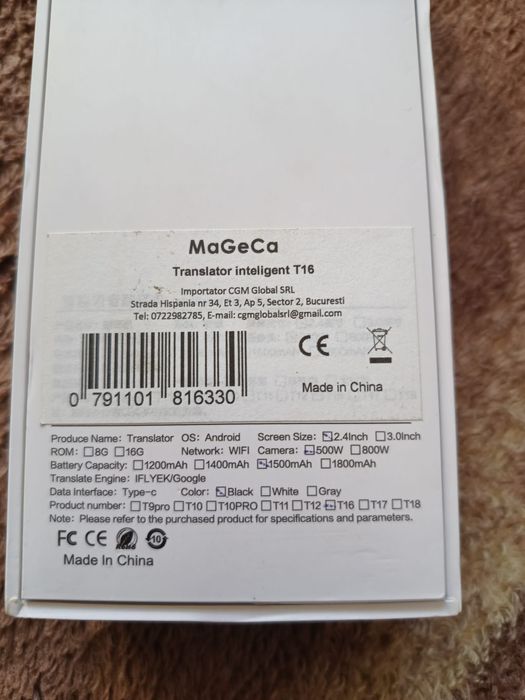 MaGeCa
Translator inteligent T16
Importator CGM Global SRL
Strada Hispania nr 34, Et 3, Ap 5, Sector 2, Bucuresti
Tel: 0722982785, E-mail: cgmglobalsrl@gmail.com
CE
0 791101 816330
Made in China
Produce Name: Translator OS: Android Screen Size: ☑2.4Inch ☐3.0Inch
ROM: ☐8G ☐16G Network: WIFI Camera: ☑500W ☐800W
Battery Capacity: ☐1200mAh ☐1400mAh ☑1500mAh ☐1800mAh
Translate Engine: IFLYEK/Google
Data Interface: Type-c Color: ☑Black ☐White ☐Gray
Product number: ☐T9pro ☐T10 ☐T10PRO ☐T11 ☐T12 ☑T16 ☐T17 ☐T18
Note: Please refer to the purchased product for specifications and parameters.
FC CE RoHS 10
Made In China